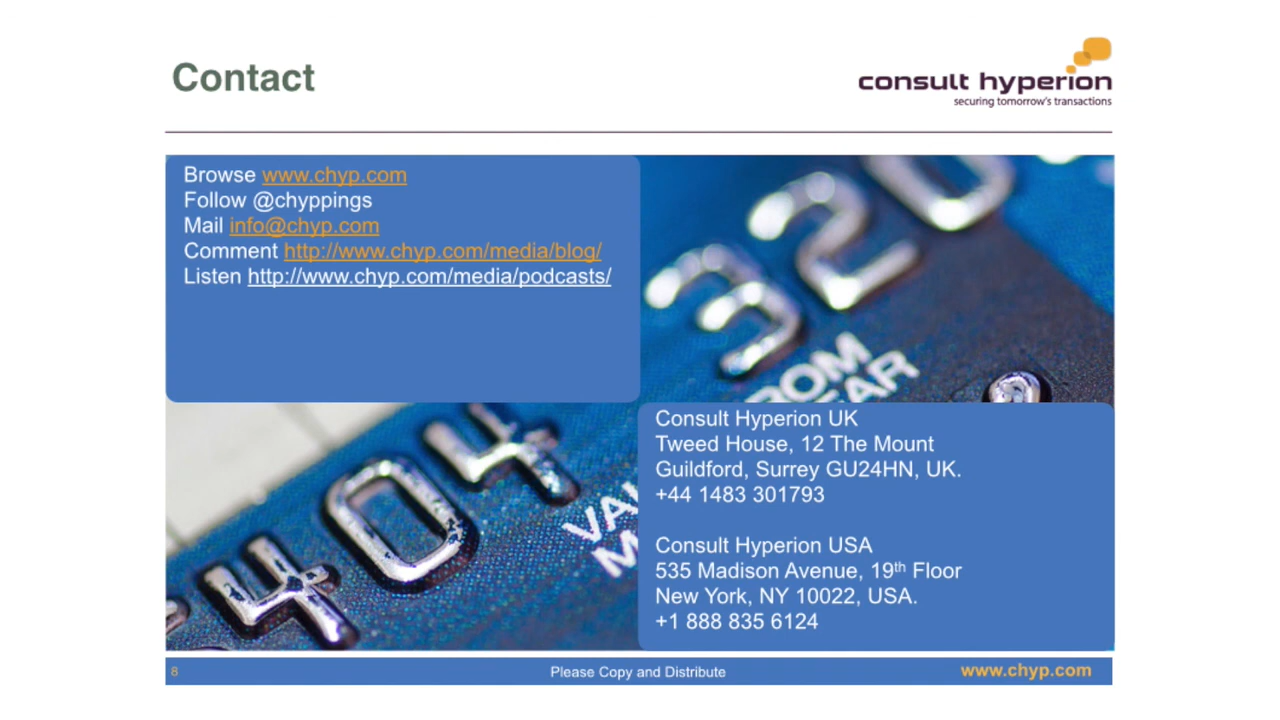 Contact
consult hyperion
securing tomorrow's transactions
Browse www.chyp.com
Follow @chyppings
Mail info@chyp.com
Comment http://www.chyp.com/media/blog/
Listen http://www.chyp.com/media/podcasts/
320
404
Consult Hyperion UK
Tweed House, 12 The Mount
Guildford, Surrey GU24HN, UK.
+44 1483 301793
Consult Hyperion USA
535 Madison Avenue, 19th Floor
New York, NY 10022, USA.
+1 888 835 6124
8
Please Copy and Distribute
www.chyp.com